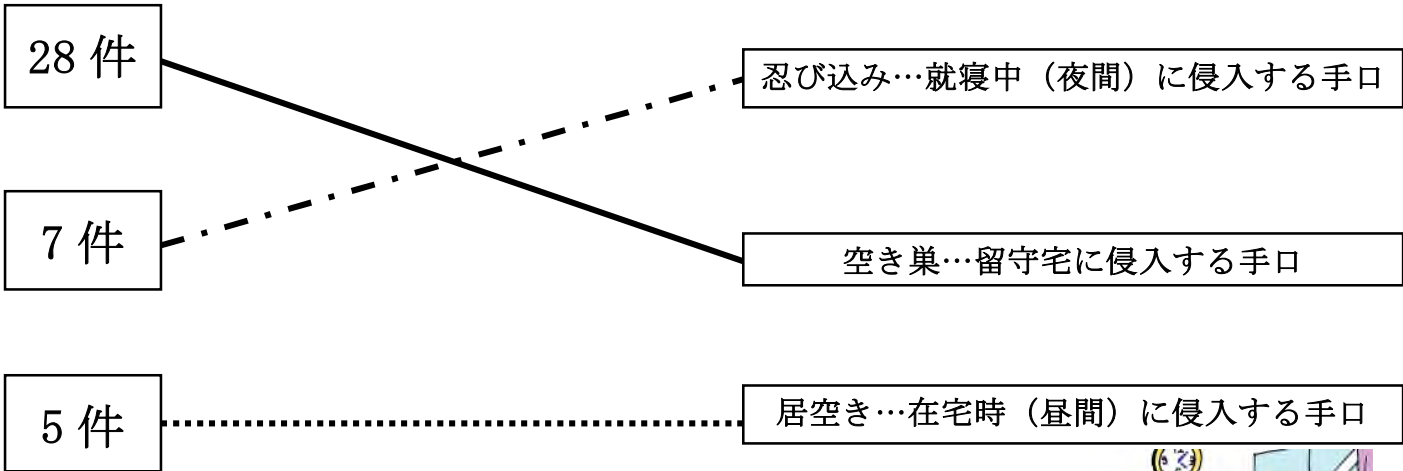 28 件
忍び込み…就寝中（夜間）に侵入する手口
7 件
空き巣…留守宅に侵入する手口
5 件
居空き…在宅時（昼間）に侵入する手口